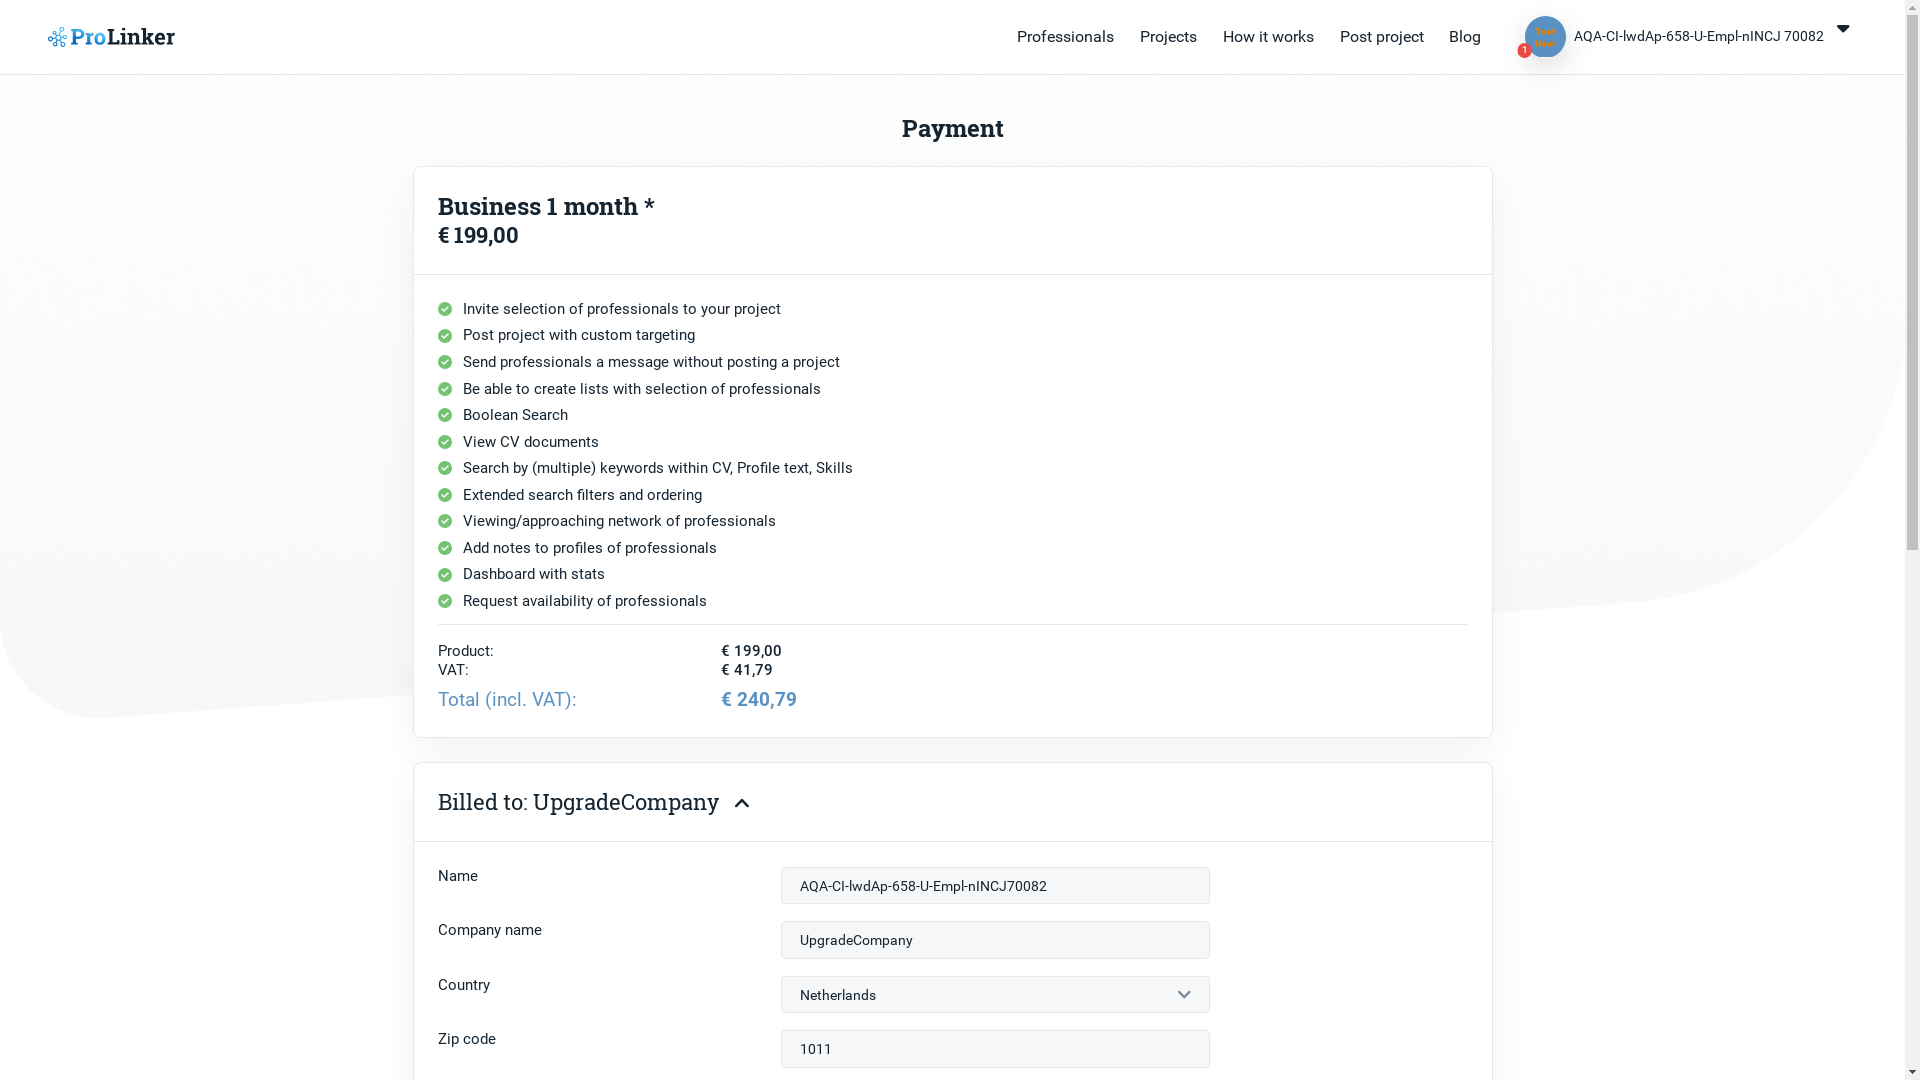 ProLinker
Professionals
Projects
How it works
Post project
Blog
Test
User
1
AQA-CI-lwdAp-658-U-Empl-nINCJ 70082
Payment
Business 1 month *
€ 199,00
Invite selection of professionals to your project
Post project with custom targeting
Send professionals a message without posting a project
Be able to create lists with selection of professionals
Boolean Search
View CV documents
Search by (multiple) keywords within CV, Profile text, Skills
Extended search filters and ordering
Viewing/approaching network of professionals
Add notes to profiles of professionals
Dashboard with stats
Request availability of professionals
Product: € 199,00
VAT: € 41,79
Total (incl. VAT): € 240,79
Billed to: UpgradeCompany
Name AQA-CI-lwdAp-658-U-Empl-nINCJ70082
Company name UpgradeCompany
Country Netherlands
Zip code 1011